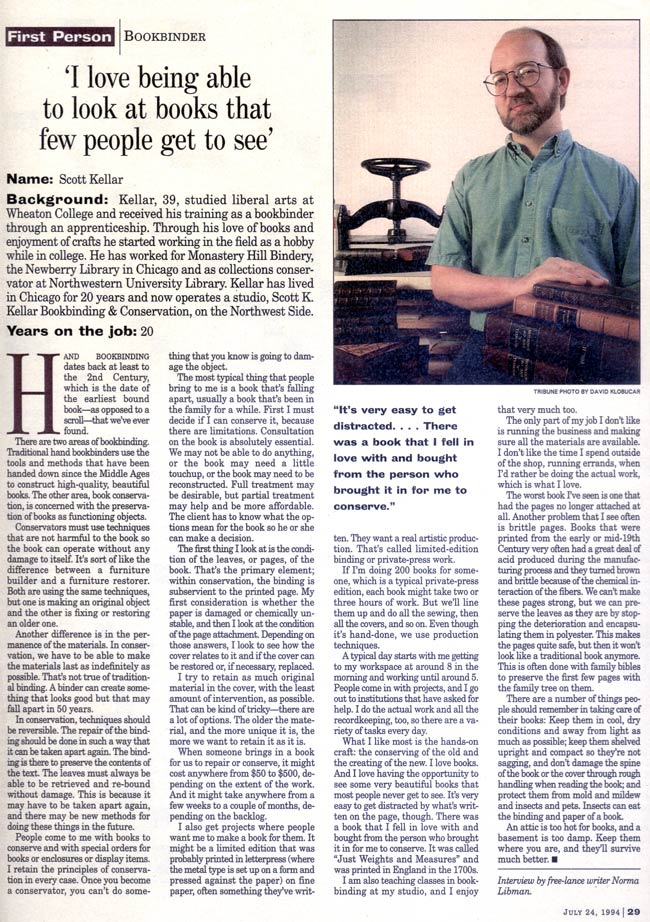 First Person BOOKBINDER
'I love being able
to look at books that
few people get to see'
Name: Scott Kellar
Background: Kellar, 39, studied liberal arts at
Wheaton College and received his training as a bookbinder
through an apprenticeship. Through his love of books and
enjoyment of crafts he started working in the field as a hobby
while in college. He has worked for Monastery Hill Bindery,
the Newberry Library in Chicago and as collections conser-
vator at Northwestern University Library. Kellar has lived
in Chicago for 20 years and now operates a studio, Scott K.
Kellar Bookbinding & Conservation, on the Northwest Side.
Years on the job: 20
TRIBUNE PHOTO BY DAVID KLOBUCAR
HAND BOOKBINDING
dates back at least to
the 2nd Century,
which is the date of
the earliest bound
book—as opposed to a
scroll—that we've ever
found.
There are two areas of bookbinding.
Traditional hand bookbinders use the
tools and methods that have been
handed down since the Middle Ages
to construct high-quality, beautiful
books. The other area, book conserva-
tion, is concerned with the preserva-
tion of books as functioning objects.
Conservators must use techniques
that are not harmful to the book so
the book can operate without any
damage to itself. It's sort of like the
difference between a furniture
builder and a furniture restorer.
Both are using the same techniques,
but one is making an original object
and the other is fixing or restoring
an older one.
Another difference is in the per-
manence of the materials. In conser-
vation, we have to be able to make
the materials last as indefinitely as
possible. That's not true of tradition-
al binding. A binder can create some-
thing that looks good but that may
fall apart in 50 years.
In conservation, techniques should
be reversible. The repair of the bind-
ing should be done in such a way that
it can be taken apart again. The bind-
ing is there to preserve the contents of
the text. The leaves must always be
able to be retrieved and re-bound
without damage. This is because it
may have to be taken apart again,
and there may be new methods for
doing these things in the future.
People come to me with books to
conserve and with special orders for
books or enclosures or display items.
I retain the principles of conserva-
tion in every case. Once you become
a conservator, you can't do some-
thing that you know is going to dam-
age the object.
The most typical thing that people
bring to me is a book that's falling
apart, usually a book that's been in
the family for a while. First I must
decide if I can conserve it, because
there are limitations. Consultation
on the book is absolutely essential.
We may not be able to do anything,
or the book may need a little
touchup, or the book may need to be
reconstructed. Full treatment may
be desirable, but partial treatment
may help and be more affordable.
The client has to know what the op-
tions mean for the book so he or she
can make a decision.
The first thing I look at is the condi-
tion of the leaves, or pages, of the
book. That's the primary element;
within conservation, the binding is
subservient to the printed page. My
first consideration is whether the
paper is damaged or chemically un-
stable, and then I look at the condition
of the page attachment. Depending on
those answers, I look to see how the
cover relates to it and if the cover can
be restored or, if necessary, replaced.
I try to retain as much original
material in the cover, with the least
amount of intervention, as possible.
That can be kind of tricky—there are
a lot of options. The older the mate-
rial, and the more unique it is, the
more we want to retain it as it is.
When someone brings in a book
for us to repair or conserve, it might
cost anywhere from $50 to $500, de-
pending on the extent of the work.
And it might take anywhere from a
few weeks to a couple of months, de-
pending on the backlog.
I also get projects where people
want me to make a book for them. It
might be a limited edition that was
probably printed in letterpress (where
the metal type is set up on a form and
pressed against the paper) on fine
paper, often something they've writ-
"It's very easy to get
distracted. . . . There
was a book that I fell in
love with and bought
from the person who
brought it in for me to
conserve."
ten. They want a real artistic produc-
tion. That's called limited-edition
binding or private-press work.
If I'm doing 200 books for some-
one, which is a typical private-press
edition, each book might take two or
three hours of work. But we'll line
them up and do all the sewing, then
all the covers, and so on. Even though
it's hand-done, we use production
techniques.
A typical day starts with me getting
to my workspace at around 8 in the
morning and working until around 5.
People come in with projects, and I go
out to institutions that have asked for
help. I do the actual work and all the
recordkeeping, too, so there are a va-
riety of tasks every day.
What I like most is the hands-on
craft: the conserving of the old and
the creating of the new. I love books.
And I love having the opportunity to
see some very beautiful books that
most people never get to see. It's very
easy to get distracted by what's writ-
ten on the page, though. There was
a book that I fell in love with and
bought from the person who brought
it in for me to conserve. It was called
"Just Weights and Measures" and
was printed in England in the 1700s.
I am also teaching classes in book-
binding at my studio, and I enjoy
that very much too.
The only part of my job I don't like
is running the business and making
sure all the materials are available.
I don't like the time I spend outside
of the shop, running errands, when
I'd rather be doing the actual work,
which is what I love.
The worst book I've seen is one that
had the pages no longer attached at
all. Another problem that I see often
is brittle pages. Books that were
printed from the early or mid-19th
Century very often had a great deal of
acid produced during the manufac-
turing process and they turned brown
and brittle because of the chemical in-
teraction of the fibers. We can't make
these pages strong, but we can pre-
serve the leaves as they are by stop-
ping the deterioration and encapsu-
lating them in polyester. This makes
the pages quite safe, but then it won't
look like a traditional book anymore.
This is often done with family bibles
to preserve the first few pages with
the family tree on them.
There are a number of things peo-
ple should remember in taking care of
their books: Keep them in cool, dry
conditions and away from light as
much as possible; keep them shelved
upright and compact so they're not
sagging, and don't damage the spine
of the book or the cover through rough
handling when reading the book; and
protect them from mold and mildew
and insects and pets. Insects can eat
the binding and paper of a book.
An attic is too hot for books, and a
basement is too damp. Keep them
where you are, and they'll survive
much better. ■
Interview by free-lance writer Norma
Libman.
JULY 24, 1994 | 29